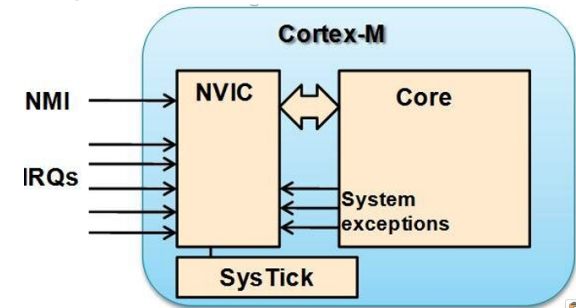 Cortex-M
NMI
NVIC
Core
IRQs
System
exceptions
SysTick